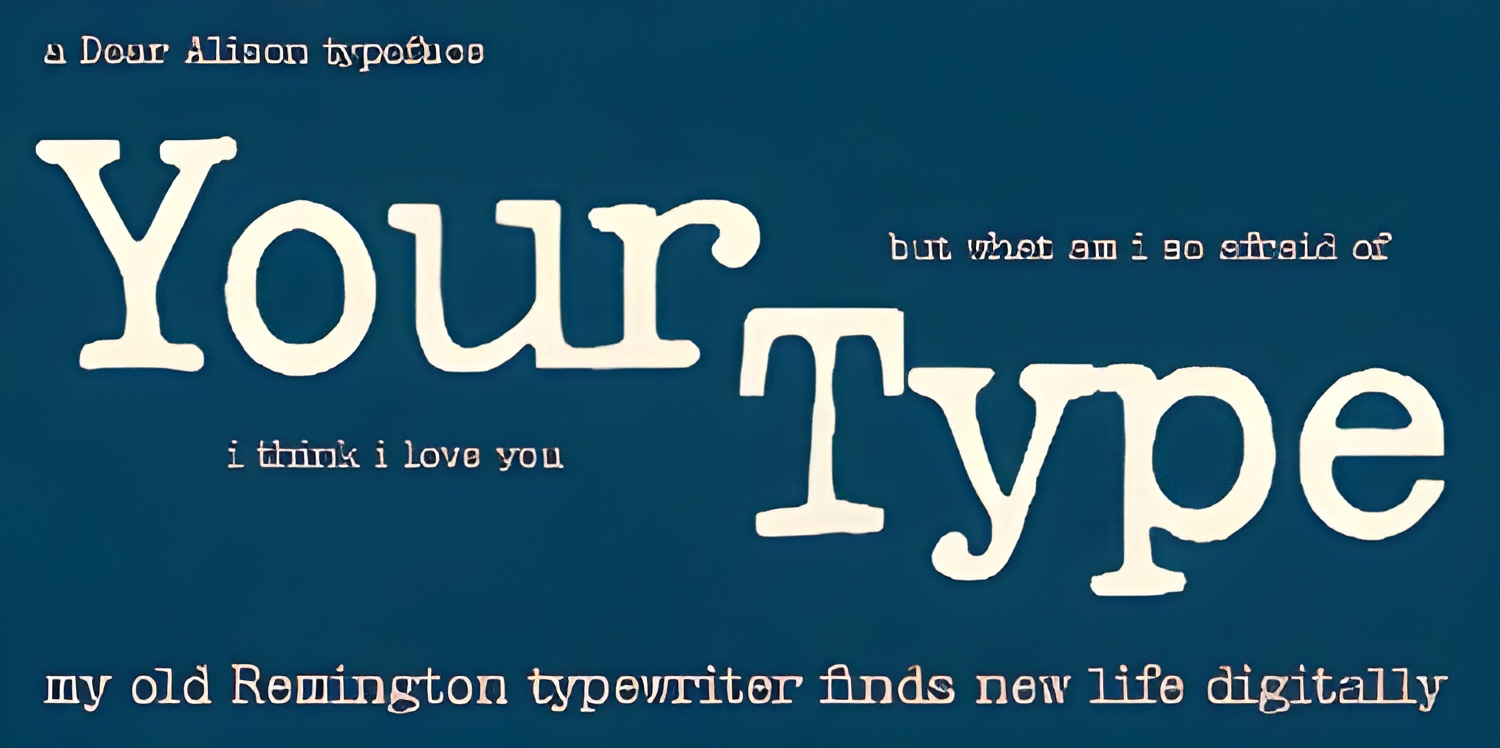 a Dear Alison typeface
Your
but what am i so afraid of
Type
i think i love you
my old Remington typewriter finds new life digitally